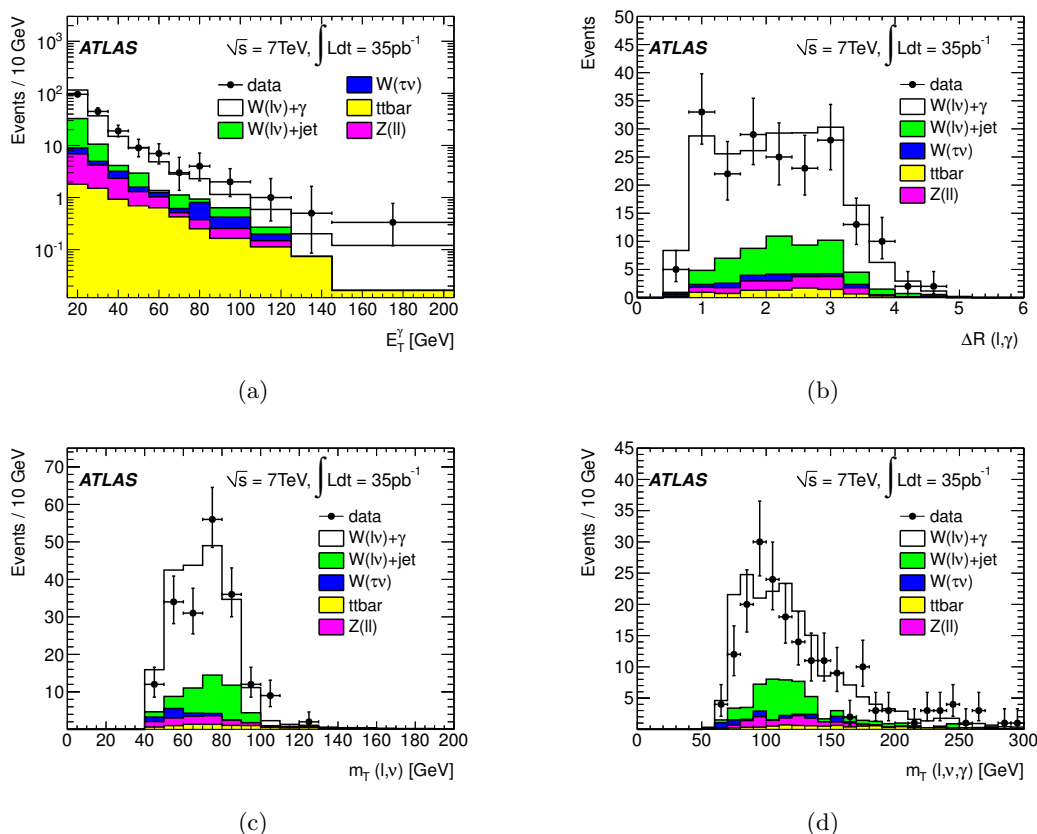 Events / 10 GeV
10³
10²
10
1
10⁻¹
ATLAS
√s = 7TeV, ∫ Ldt = 35pb⁻¹
data
W(lν)+γ
W(lν)+jet
W(τν)
ttbar
Z(ll)
20 40 60 80 100 120 140 160 180 200
E_T^γ [GeV]
(a)
Events
50
45
40
35
30
25
20
15
10
5
0
ATLAS
√s = 7TeV, ∫ Ldt = 35pb⁻¹
data
W(lν)+γ
W(lν)+jet
W(τν)
ttbar
Z(ll)
0 1 2 3 4 5 6
ΔR (l,γ)
(b)
Events / 10 GeV
70
60
50
40
30
20
10
ATLAS
√s = 7TeV, ∫ Ldt = 35pb⁻¹
data
W(lν)+γ
W(lν)+jet
W(τν)
ttbar
Z(ll)
0 20 40 60 80 100 120 140 160 180 200
m_T (l,ν) [GeV]
(c)
Events / 10 GeV
45
40
35
30
25
20
15
10
5
0
ATLAS
√s = 7TeV, ∫ Ldt = 35pb⁻¹
data
W(lν)+γ
W(lν)+jet
W(τν)
ttbar
Z(ll)
0 50 100 150 200 250 300
m_T (l,ν,γ) [GeV]
(d)